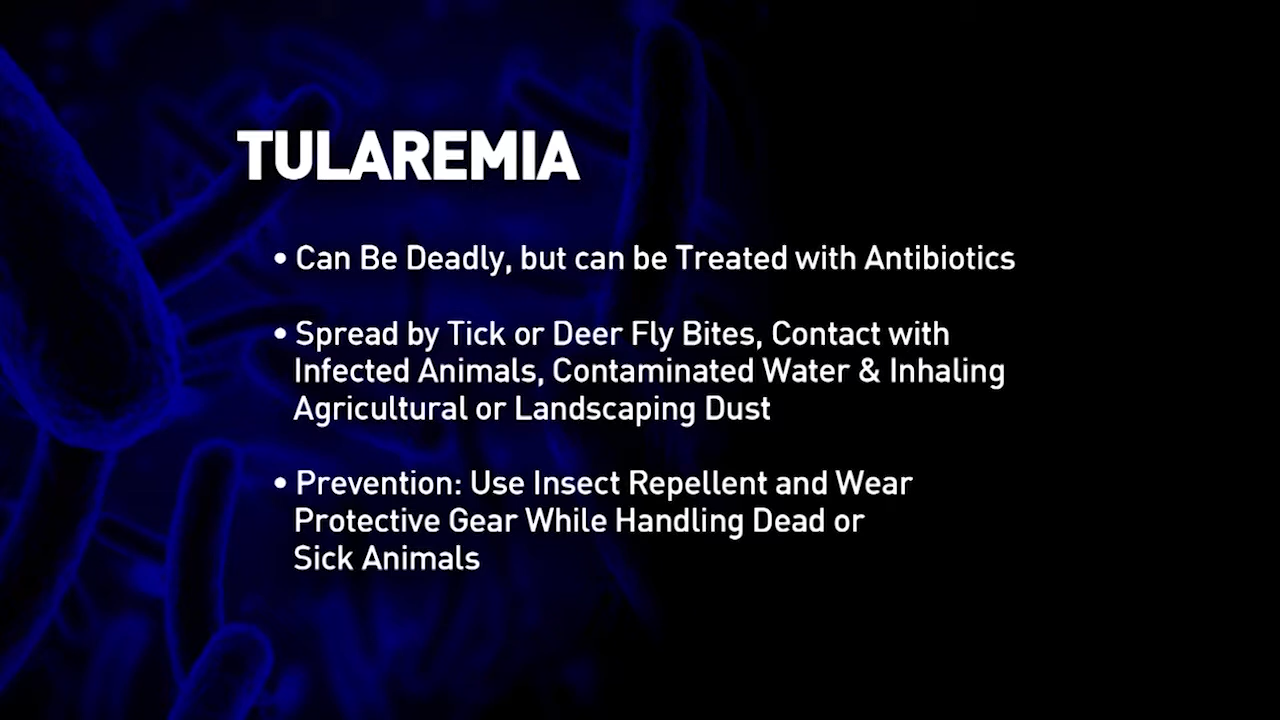 TULAREMIA
• Can Be Deadly, but can be Treated with Antibiotics
• Spread by Tick or Deer Fly Bites, Contact with
Infected Animals, Contaminated Water & Inhaling
Agricultural or Landscaping Dust
• Prevention: Use Insect Repellent and Wear
Protective Gear While Handling Dead or
Sick Animals